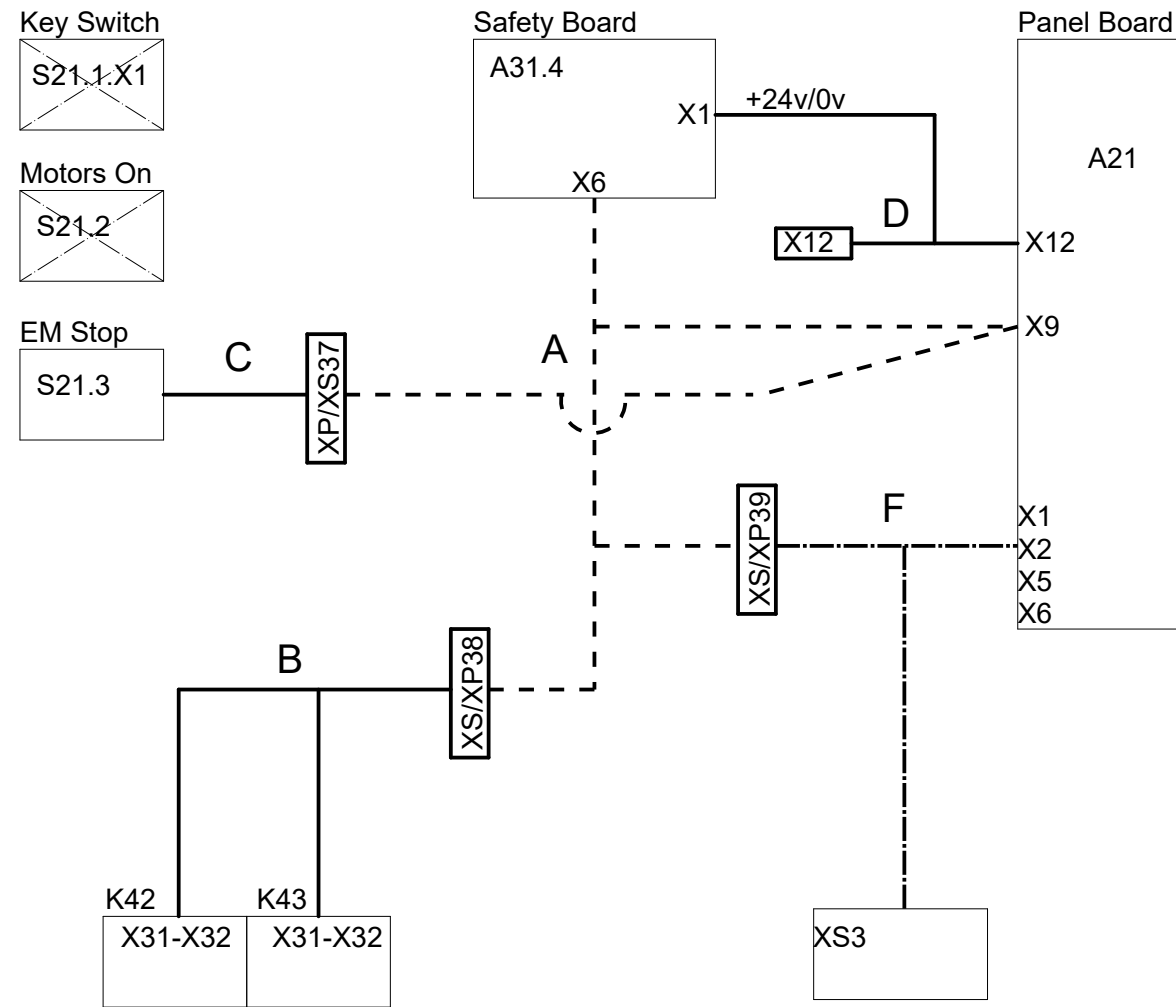 Key Switch
S21.1.X1
Safety Board
A31.4
X1
X6
+24v/0v
Panel Board
A21
Motors On
S21.2
D
X12
X12
X9
EM Stop
S21.3
C
XP/XS37
A
XS/XP39
F
X1
X2
X5
X6
B
XS/XP38
K42
X31-X32
K43
X31-X32
XS3